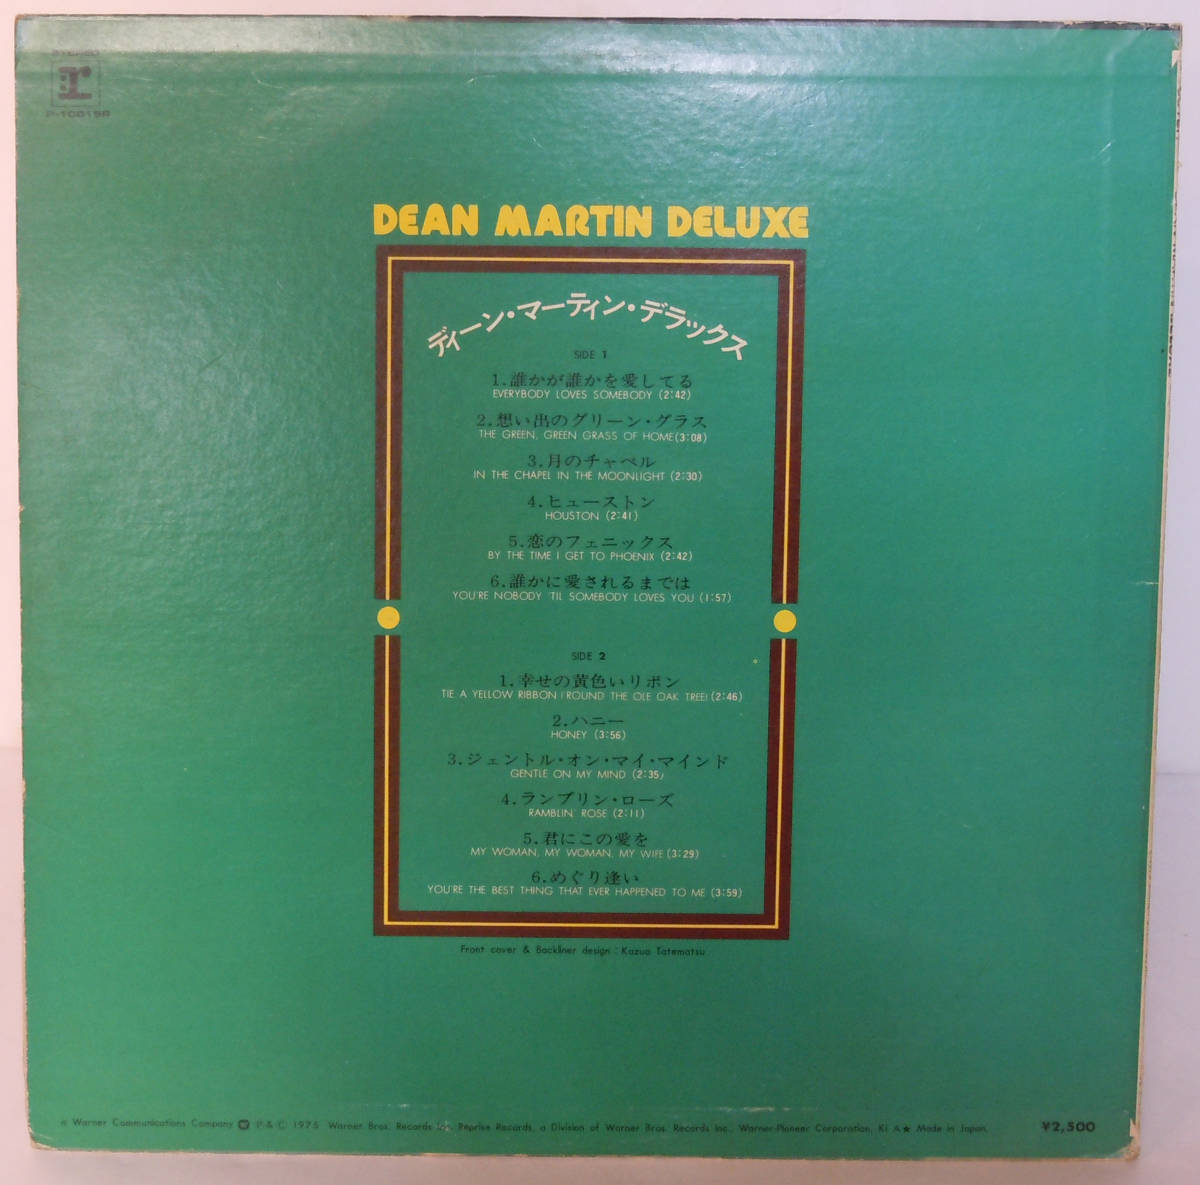 STEREO
r
P-10019R
DEAN MARTIN DELUXE
ディーン・マーティン・デラックス
SIDE 1
1.誰かが誰かを愛してる
EVERYBODY LOVES SOMEBODY (2:42)
2.想い出のグリーン・グラス
THE GREEN, GREEN GRASS OF HOME(3:08)
3.月のチャペル
IN THE CHAPEL IN THE MOONLIGHT (2:30)
4.ヒューストン
HOUSTON (2:41)
5.恋のフェニックス
BY THE TIME I GET TO PHOENIX (2:42)
6.誰かに愛されるまでは
YOU'RE NOBODY 'TIL SOMEBODY LOVES YOU (1:57)
SIDE 2
1.幸せの黄色いリボン
TIE A YELLOW RIBBON (ROUND THE OLE OAK TREE) (2:46)
2.ハニー
HONEY (3:56)
3.ジェントル・オン・マイ・マインド
GENTLE ON MY MIND (2:35)
4.ランブリン・ローズ
RAMBLIN, ROSE (2:11)
5.君にこの愛を
MY WOMAN, MY WOMAN, MY WIFE (3:29)
6.めぐり逢い
YOU'RE THE BEST THING THAT EVER HAPPENED TO ME (3:59)
Front cover & Backliner design : Kazuo Tatematsu
a Warner Communications Company P.& C 1975 Warner Bros. Records Inc. Reprise Records, a Division of Warner Bros. Records Inc., Warner-Pioneer Corporation, KI A★ Made in Japan.
¥2,500